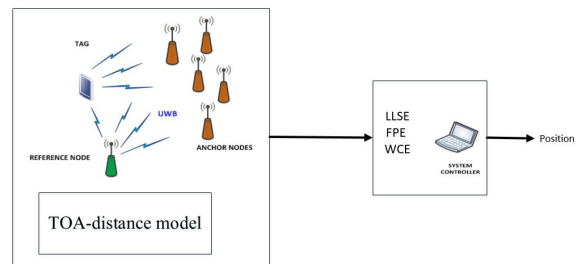 TAG
UWB
REFERENCE NODE
ANCHOR NODES
TOA-distance model
LLSE
FPE
WCE
SYSTEM
CONTROLLER
Position